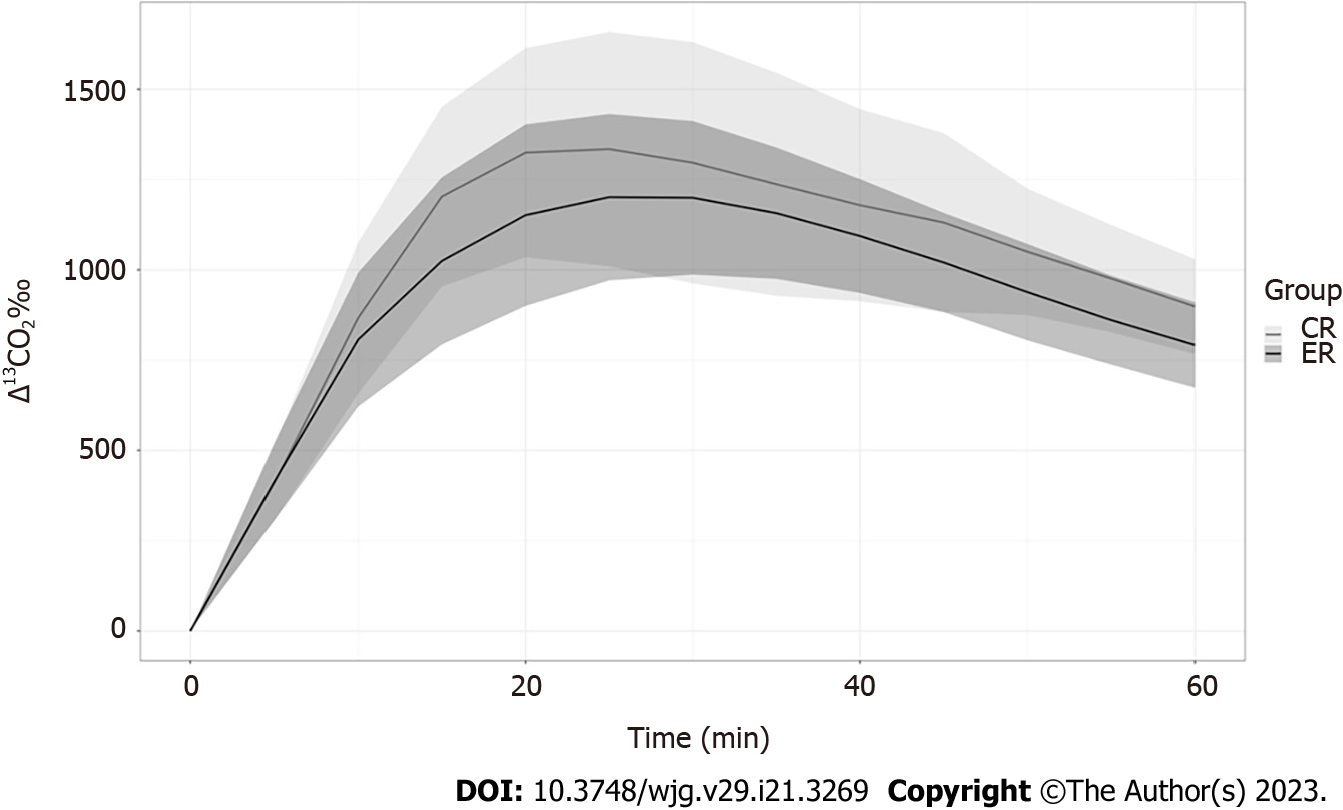 1500
1000
500
0
Δ¹³CO₂‰
0 20 40 60
Time (min)
Group
CR
ER
DOI: 10.3748/wjg.v29.i21.3269 Copyright ©The Author(s) 2023.